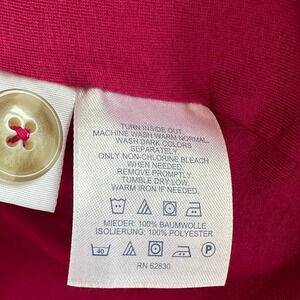 TURN INSIDE OUT.
MACHINE WASH WARM NORMAL.
WASH DARK COLORS
SEPARATELY.
ONLY NON-CHLORINE BLEACH
WHEN NEEDED.
REMOVE PROMPTLY.
TUMBLE DRY LOW.
WARM IRON IF NEEDED.
MIEDER: 100% BAUMWOLLE
ISOLIERUNG: 100% POLYESTER
40 P
RN 62830